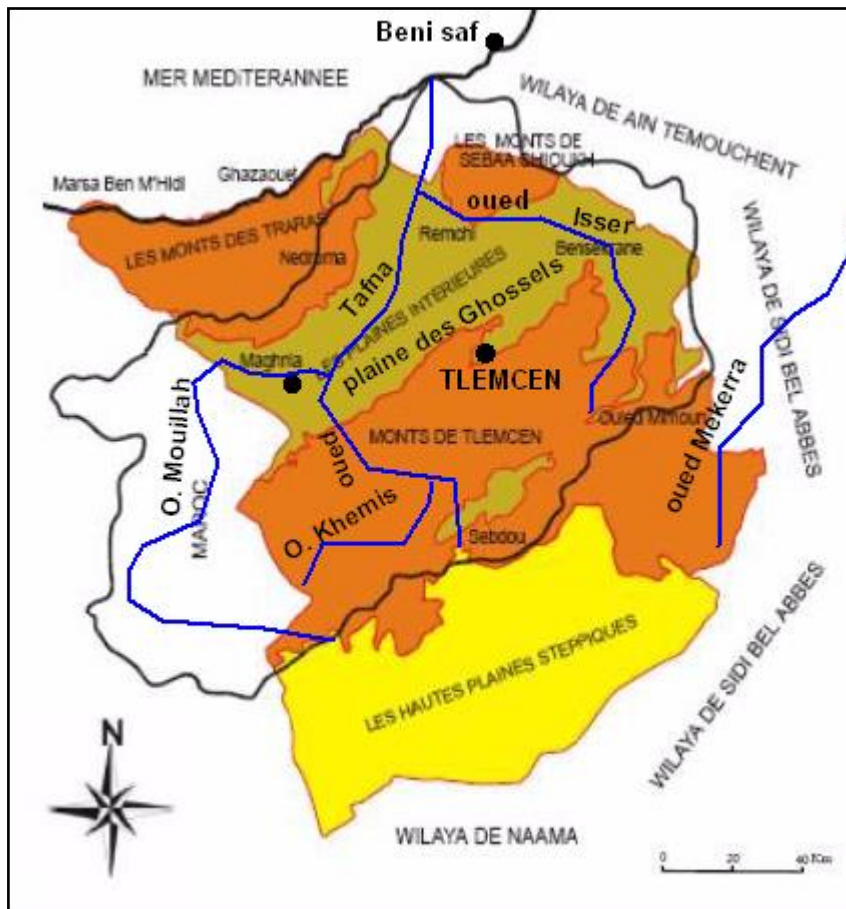 Beni saf
MER MEDITERANNEE
WILAYA DE AIN TEMOUCHENT
LES MONTS DE
SEBAA CHIOUKH
Ghazaouet
Marsa Ben M'Hidi
oued
Isser
WILAYA DE SIDI BEL ABBES
LES MONTS DES TRARAS
Remchi
Bensekrane
Nedroma
Tafna
LES PLAINES INTERIEURES
plaine des Ghossels
Maghnia
TLEMCEN
O. Mouillah
MAROC
oued
MONTS DE TLEMCEN
Oued Mimoun
oued Mekerra
O. Khemis
Sebdou
LES HAUTES PLAINES STEPPIQUES
WILAYA DE SIDI BEL ABBES
N
WILAYA DE NAAMA
0 20 40 Km